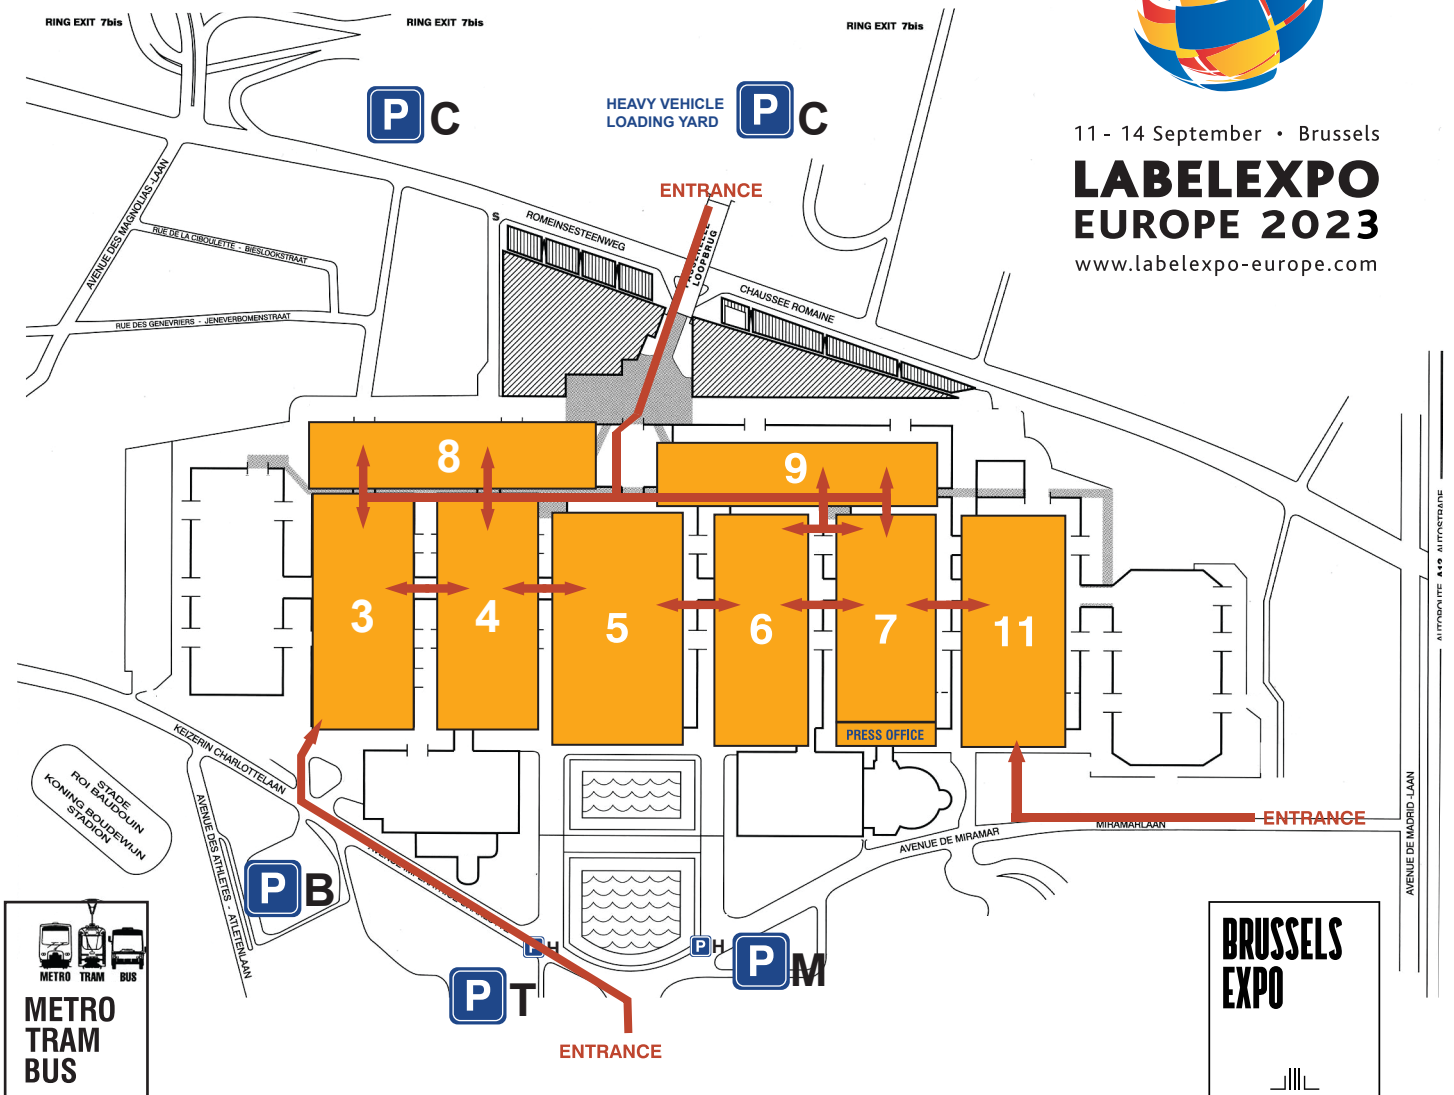 RING EXIT 7bis
RING EXIT 7bis
RING EXIT 7bis
P C
HEAVY VEHICLE
LOADING YARD
P C
11 - 14 September • Brussels
LABELEXPO
EUROPE 2023
www.labelexpo-europe.com
ENTRANCE
AVENUE DES MAGNOLIAS -LAAN
S
ROMEINSESTEENWEG
LOOPBRUG
RUE DE LA CIBOULETTE - BIESLOOKSTRAAT
CHAUSSEE ROMAINE
RUE DES GENEVRIERS - JENEVERBOMENSTRAAT
8
9
3
4
5
6
7
11
AUTOROUTE A12 AUTOSTRADE
PRESS OFFICE
KEIZERIN CHARLOTTELAAN
STADE
ROI BAUDOUIN
KONING BOUDEWIJN
STADION
AVENUE DES ATHLETES - ATLETENLAAN
ENTRANCE
MIRAMARLAAN
AVENUE DE MIRAMAR
AVENUE DE MADRID -LAAN
P B
P H
P H
P M
P T
ENTRANCE
METRO TRAM BUS
METRO
TRAM
BUS
BRUSSELS
EXPO